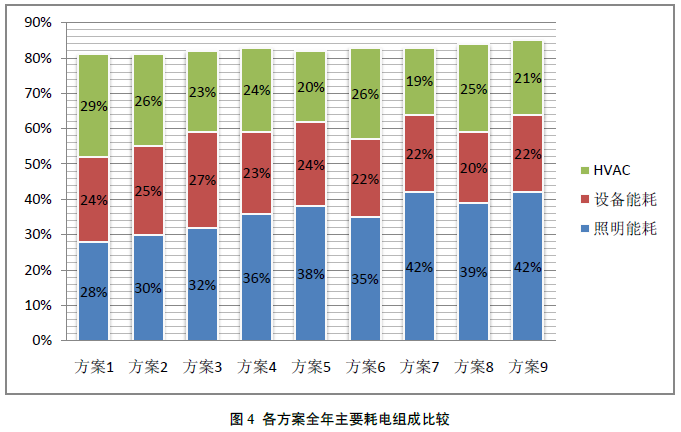 90%
80%
70%
60%
50%
40%
30%
20%
10%
0%
29% 26% 23% 24% 20% 26% 19% 25% 21%
24% 25% 27% 23% 24% 22% 22% 20% 22%
28% 30% 32% 36% 38% 35% 42% 39% 42%
方案1 方案2 方案3 方案4 方案5 方案6 方案7 方案8 方案9
HVAC
设备能耗
照明能耗
图 4 各方案全年主要耗电组成比较